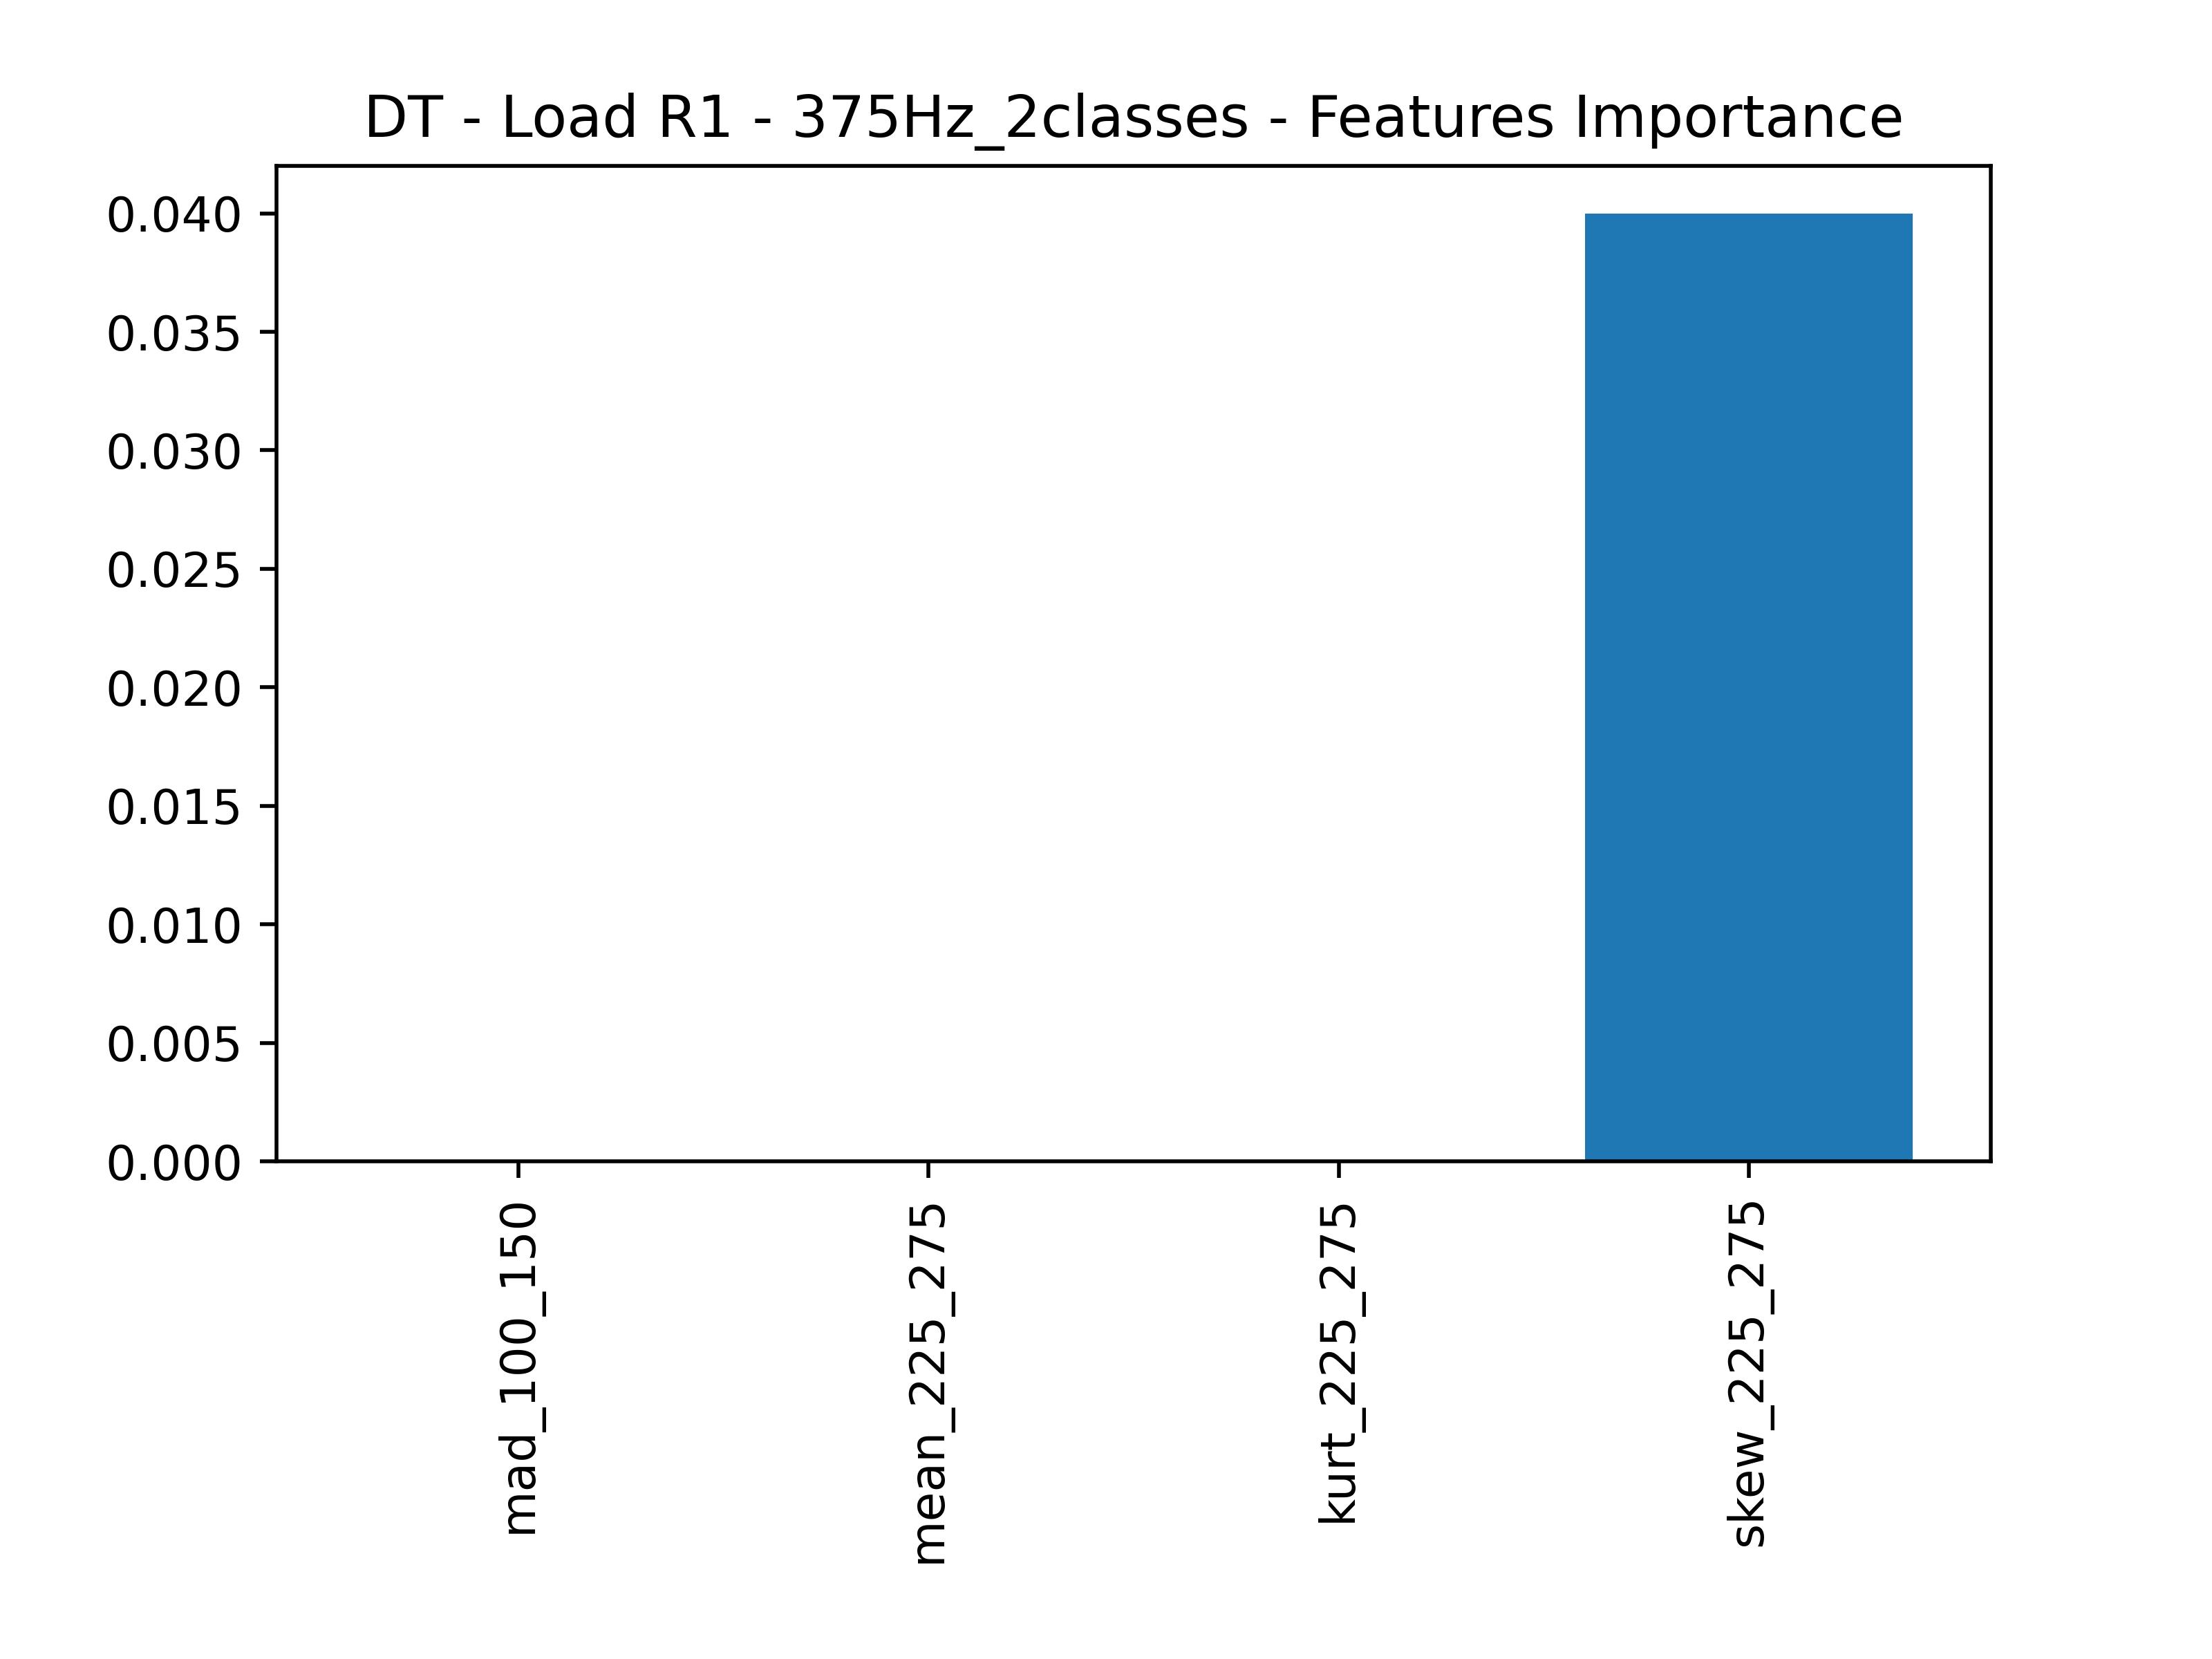 DT - Load R1 - 375Hz_2classes - Features Importance
0.040
0.035
0.030
0.025
0.020
0.015
0.010
0.005
0.000
mad_100_150
mean_225_275
kurt_225_275
skew_225_275